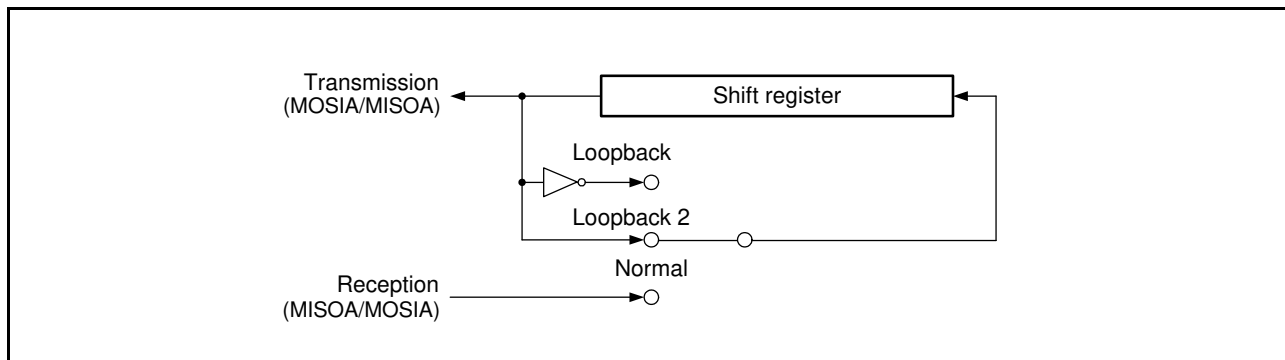 Transmission
(MOSIA/MISOA)
Shift register
Loopback
Loopback 2
Normal
Reception
(MISOA/MOSIA)